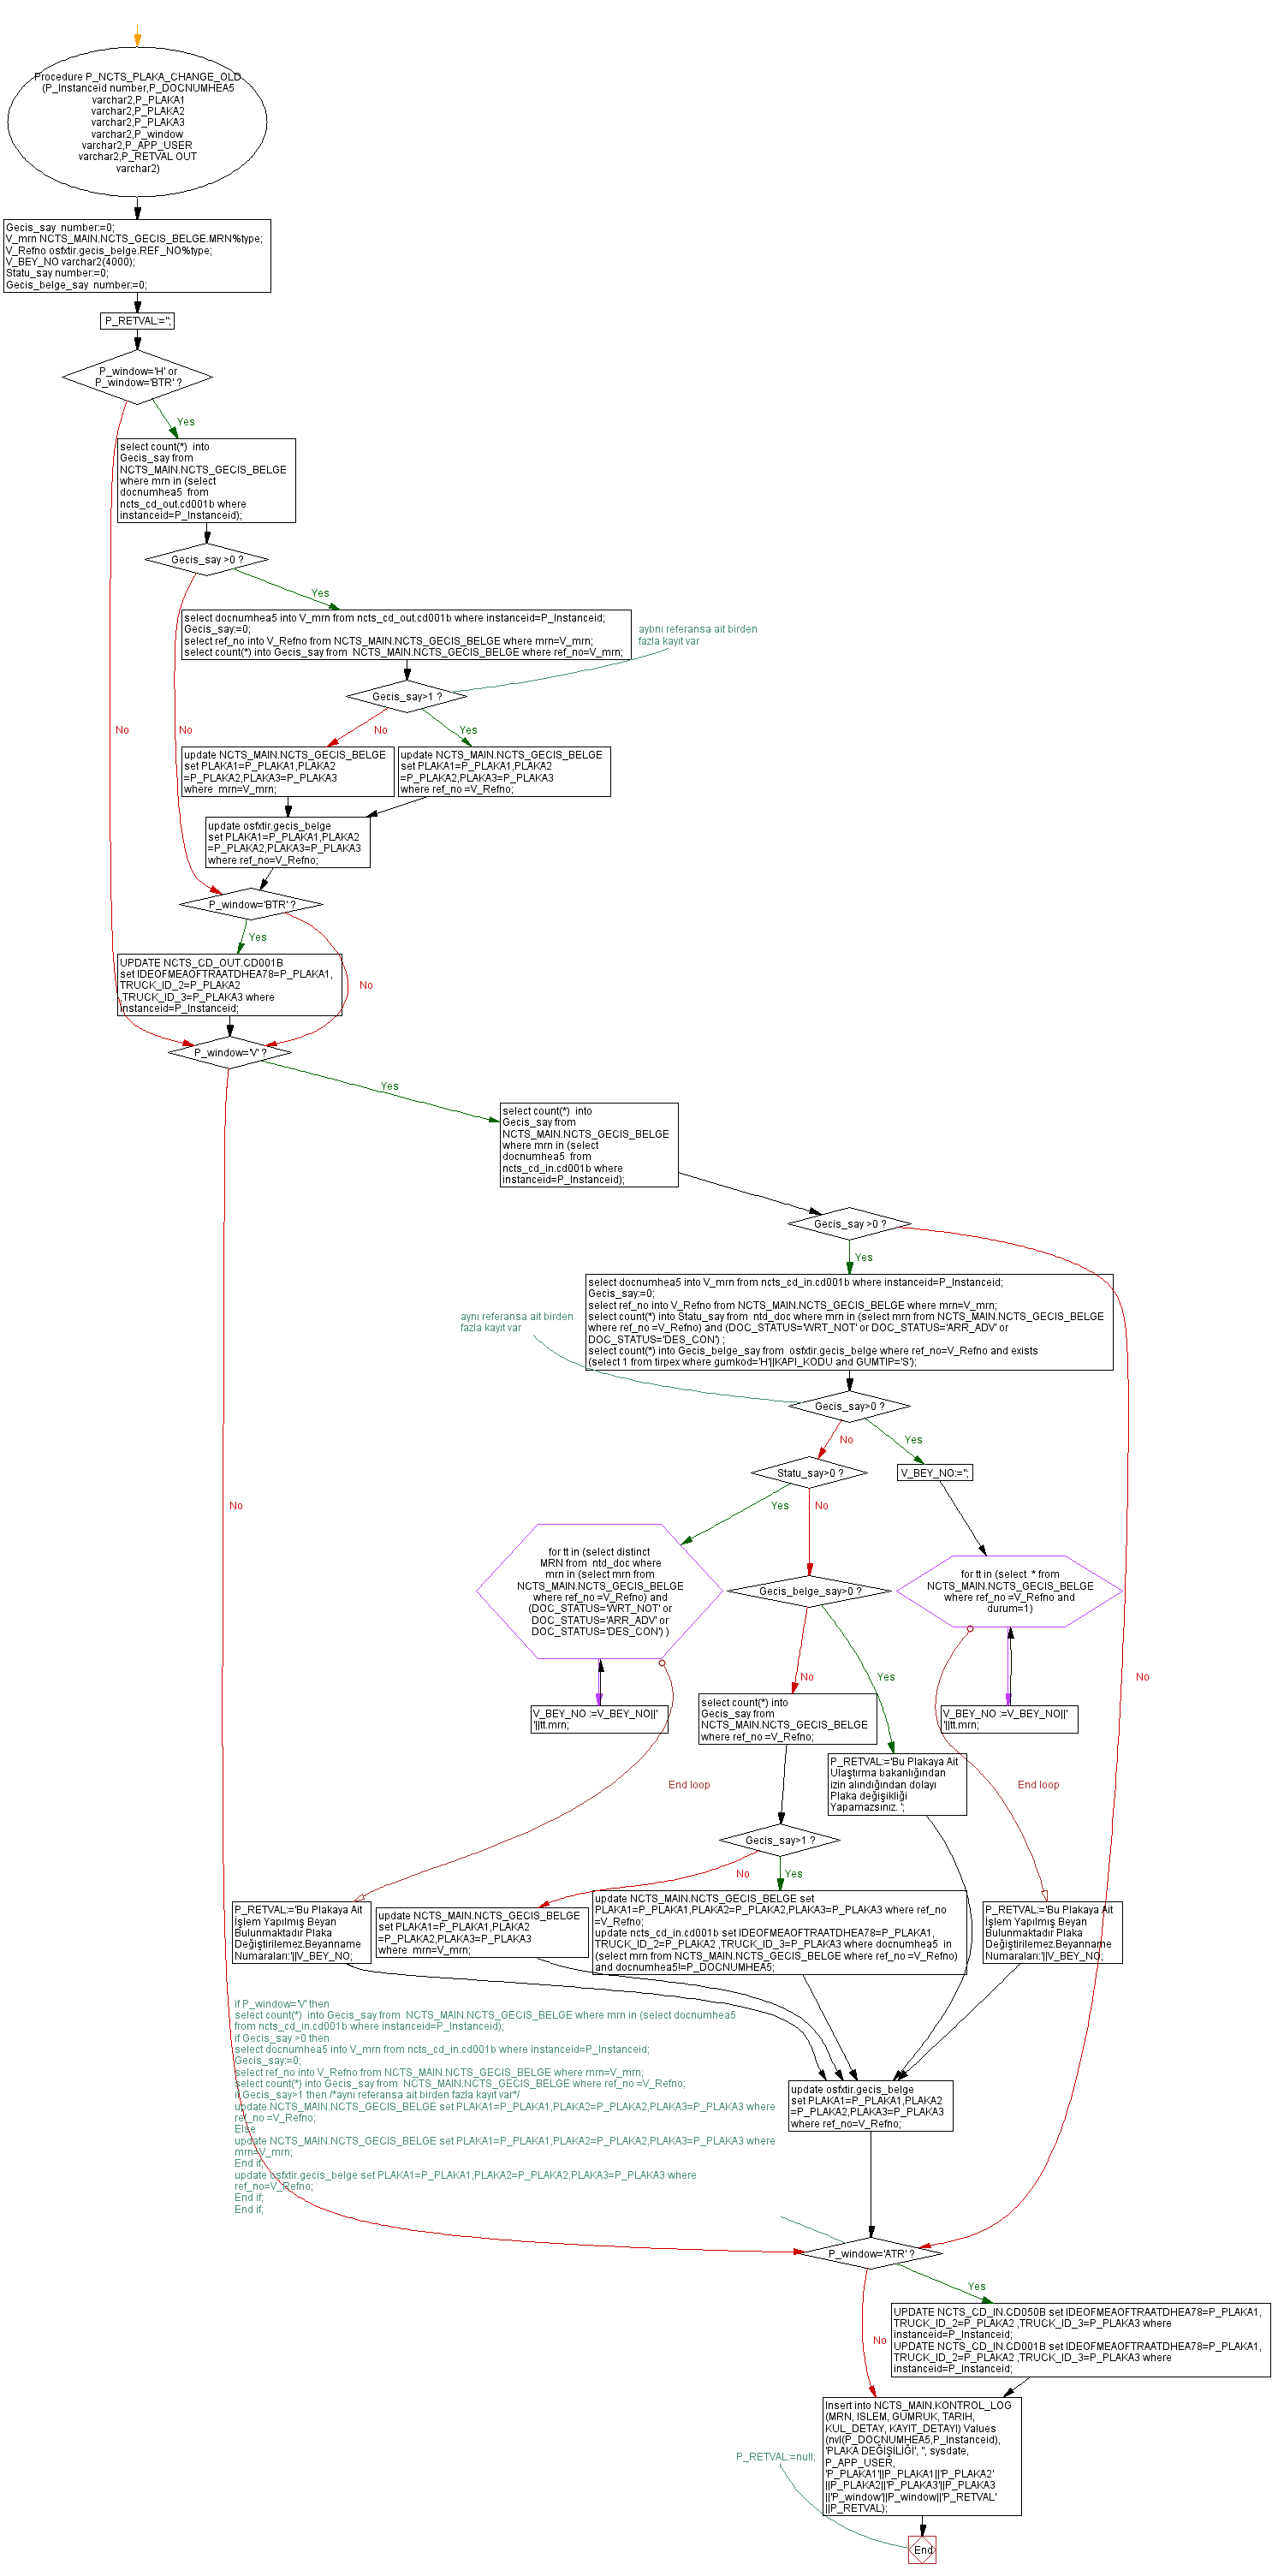 Procedure P_NCTS_PLAKA_CHANGE_OLD
(P_Instanceid number,P_DOCNUMHEA5
varchar2,P_PLAKA1
varchar2,P_PLAKA2
varchar2,P_PLAKA3
varchar2,P_window
varchar2,P_APP_USER
varchar2,P_RETVAL OUT
varchar2)
Gecis_say  number:=0;
V_mrn NCTS_MAIN.NCTS_GECIS_BELGE.MRN%type;
V_Refno osfxtir.gecis_belge.REF_NO%type;
V_BEY_NO varchar2(4000);
Statu_say number:=0;
Gecis_belge_say  number:=0;
P_RETVAL:='';
P_window='H' or
P_window='BTR' ?
Yes
No
select count(*)  into
Gecis_say from
NCTS_MAIN.NCTS_GECIS_BELGE
where mrn in (select
docnumhea5  from
ncts_cd_out.cd001b where
instanceid=P_Instanceid);
Gecis_say >0 ?
Yes
No
select docnumhea5 into V_mrn from ncts_cd_out.cd001b where instanceid=P_Instanceid;
Gecis_say:=0;
select ref_no into V_Refno from NCTS_MAIN.NCTS_GECIS_BELGE where mrn=V_mrn;
select count(*) into Gecis_say from  NCTS_MAIN.NCTS_GECIS_BELGE where ref_no=V_mrn;
aybnı referansa ait birden
fazla kayıt var
Gecis_say>1 ?
No
Yes
update NCTS_MAIN.NCTS_GECIS_BELGE
set PLAKA1=P_PLAKA1,PLAKA2
=P_PLAKA2,PLAKA3=P_PLAKA3
where  mrn=V_mrn;
update NCTS_MAIN.NCTS_GECIS_BELGE
set PLAKA1=P_PLAKA1,PLAKA2
=P_PLAKA2,PLAKA3=P_PLAKA3
where ref_no =V_Refno;
update osfxtir.gecis_belge
set PLAKA1=P_PLAKA1,PLAKA2
=P_PLAKA2,PLAKA3=P_PLAKA3
where ref_no=V_Refno;
P_window='BTR' ?
Yes
No
UPDATE NCTS_CD_OUT.CD001B
set IDEOFMEAOFTRAATDHEA78=P_PLAKA1,
TRUCK_ID_2=P_PLAKA2
,TRUCK_ID_3=P_PLAKA3 where
instanceid=P_Instanceid;
P_window='V' ?
Yes
No
select count(*)  into
Gecis_say from
NCTS_MAIN.NCTS_GECIS_BELGE
where mrn in (select
docnumhea5  from
ncts_cd_in.cd001b where
instanceid=P_Instanceid);
Gecis_say >0 ?
Yes
No
select docnumhea5 into V_mrn from ncts_cd_in.cd001b where instanceid=P_Instanceid;
Gecis_say:=0;
select ref_no into V_Refno from NCTS_MAIN.NCTS_GECIS_BELGE where mrn=V_mrn;
select count(*) into Statu_say from  ntd_doc where mrn in (select mrn from NCTS_MAIN.NCTS_GECIS_BELGE
where ref_no =V_Refno) and (DOC_STATUS='WRT_NOT' or DOC_STATUS='ARR_ADV' or
DOC_STATUS='DES_CON') ;
select count(*) into Gecis_belge_say from  osfxtir.gecis_belge where ref_no=V_Refno and exists
(select 1 from tirpex where gumkod='H'||KAPI_KODU and GUMTIP='S');
aynı referansa ait birden
fazla kayıt var
Gecis_say>0 ?
No
Yes
Statu_say>0 ?
Yes
No
V_BEY_NO:='';
for tt in (select distinct
MRN from  ntd_doc where
mrn in (select mrn from
NCTS_MAIN.NCTS_GECIS_BELGE
where ref_no =V_Refno) and
(DOC_STATUS='WRT_NOT' or
DOC_STATUS='ARR_ADV' or
DOC_STATUS='DES_CON') )
Gecis_belge_say>0 ?
for tt in (select  * from
NCTS_MAIN.NCTS_GECIS_BELGE
where ref_no =V_Refno and
durum=1)
No
Yes
V_BEY_NO :=V_BEY_NO||'
'||tt.mrn;
select count(*) into
Gecis_say from
NCTS_MAIN.NCTS_GECIS_BELGE
where ref_no =V_Refno;
V_BEY_NO :=V_BEY_NO||'
'||tt.mrn;
P_RETVAL:='Bu Plakaya Ait
Ulaştırma bakanlığından
izin alındığından dolayı
Plaka değişikliği
Yapamazsınız. ';
End loop
End loop
Gecis_say>1 ?
No
Yes
P_RETVAL:='Bu Plakaya Ait
İşlem Yapılmış Beyan
Bulunmaktadır Plaka
Değiştirilemez.Beyanname
Numaraları:'||V_BEY_NO;
update NCTS_MAIN.NCTS_GECIS_BELGE
set PLAKA1=P_PLAKA1,PLAKA2
=P_PLAKA2,PLAKA3=P_PLAKA3
where  mrn=V_mrn;
update NCTS_MAIN.NCTS_GECIS_BELGE set
PLAKA1=P_PLAKA1,PLAKA2=P_PLAKA2,PLAKA3=P_PLAKA3 where ref_no
=V_Refno;
update ncts_cd_in.cd001b set IDEOFMEAOFTRAATDHEA78=P_PLAKA1,
TRUCK_ID_2=P_PLAKA2 ,TRUCK_ID_3=P_PLAKA3 where docnumhea5  in
(select mrn from NCTS_MAIN.NCTS_GECIS_BELGE where ref_no =V_Refno)
and docnumhea5!=P_DOCNUMHEA5;
P_RETVAL:='Bu Plakaya Ait
İşlem Yapılmış Beyan
Bulunmaktadır Plaka
Değiştirilemez.Beyanname
Numaraları:'||V_BEY_NO;
if P_window='V' then
select count(*)  into Gecis_say from  NCTS_MAIN.NCTS_GECIS_BELGE where mrn in (select docnumhea5
from ncts_cd_in.cd001b where instanceid=P_Instanceid);
if Gecis_say >0 then
select docnumhea5 into V_mrn from ncts_cd_in.cd001b where instanceid=P_Instanceid;
Gecis_say:=0;
select ref_no into V_Refno from NCTS_MAIN.NCTS_GECIS_BELGE where mrn=V_mrn;
select count(*) into Gecis_say from  NCTS_MAIN.NCTS_GECIS_BELGE where ref_no =V_Refno;
if Gecis_say>1 then /*aynı referansa ait birden fazla kayıt var*/
update NCTS_MAIN.NCTS_GECIS_BELGE set PLAKA1=P_PLAKA1,PLAKA2=P_PLAKA2,PLAKA3=P_PLAKA3 where
ref_no =V_Refno;
Else
update NCTS_MAIN.NCTS_GECIS_BELGE set PLAKA1=P_PLAKA1,PLAKA2=P_PLAKA2,PLAKA3=P_PLAKA3 where
mrn=V_mrn;
End if;
update osfxtir.gecis_belge set PLAKA1=P_PLAKA1,PLAKA2=P_PLAKA2,PLAKA3=P_PLAKA3 where
ref_no=V_Refno;
End if;
End if;
update osfxtir.gecis_belge
set PLAKA1=P_PLAKA1,PLAKA2
=P_PLAKA2,PLAKA3=P_PLAKA3
where ref_no=V_Refno;
P_window='ATR' ?
Yes
No
UPDATE NCTS_CD_IN.CD050B set IDEOFMEAOFTRAATDHEA78=P_PLAKA1,
TRUCK_ID_2=P_PLAKA2 ,TRUCK_ID_3=P_PLAKA3 where
instanceid=P_Instanceid;
UPDATE NCTS_CD_IN.CD001B set IDEOFMEAOFTRAATDHEA78=P_PLAKA1,
TRUCK_ID_2=P_PLAKA2 ,TRUCK_ID_3=P_PLAKA3 where
instanceid=P_Instanceid;
Insert into NCTS_MAIN.KONTROL_LOG
(MRN, ISLEM, GUMRUK, TARIH,
KUL_DETAY, KAYIT_DETAYI) Values
(nvl(P_DOCNUMHEA5,P_Instanceid),
'PLAKA DEĞİŞİLİĞİ', '', sysdate,
P_APP_USER,
'P_PLAKA1'||P_PLAKA1||'P_PLAKA2'
||P_PLAKA2||'P_PLAKA3'||P_PLAKA3
||'P_window'||P_window||'P_RETVAL'
||P_RETVAL);
P_RETVAL:=null;
End